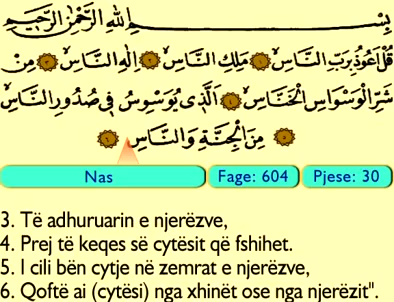 بِسْمِ اللَّهِ الرَّحْمَٰنِ الرَّحِيمِ
قُلْ أَعُوذُ بِرَبِّ النَّاسِ ١ مَلِكِ النَّاسِ ٢ إِلَٰهِ النَّاسِ ٣ مِنْ
شَرِّ الْوَسْوَاسِ الْخَنَّاسِ ٤ الَّذِي يُوَسْوِسُ فِي صُدُورِ النَّاسِ
٥ مِنَ الْجِنَّةِ وَالنَّاسِ ٦
Nas Fage: 604 Pjese: 30
3. Të adhuruarin e njerëzve,
4. Prej të keqes së cytësit që fshihet.
5. I cili bën cytje në zemrat e njerëzve,
6. Qoftë ai (cytësi) nga xhinët ose nga njerëzit".